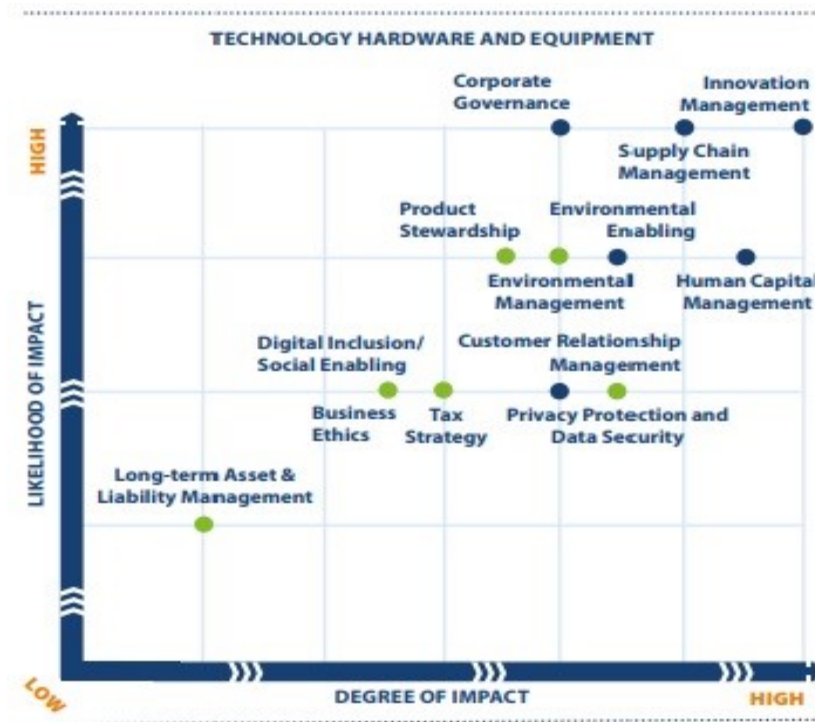 TECHNOLOGY HARDWARE AND EQUIPMENT
Corporate
Governance
Innovation
Management
Supply Chain
Management
HIGH
Product
Stewardship
Environmental
Enabling
Environmental
Management
Human Capital
Management
LIKELIHOOD OF IMPACT
Digital Inclusion/
Social Enabling
Customer Relationship
Management
Business
Ethics
Tax
Strategy
Privacy Protection and
Data Security
Long-term Asset &
Liability Management
LOW
DEGREE OF IMPACT
HIGH